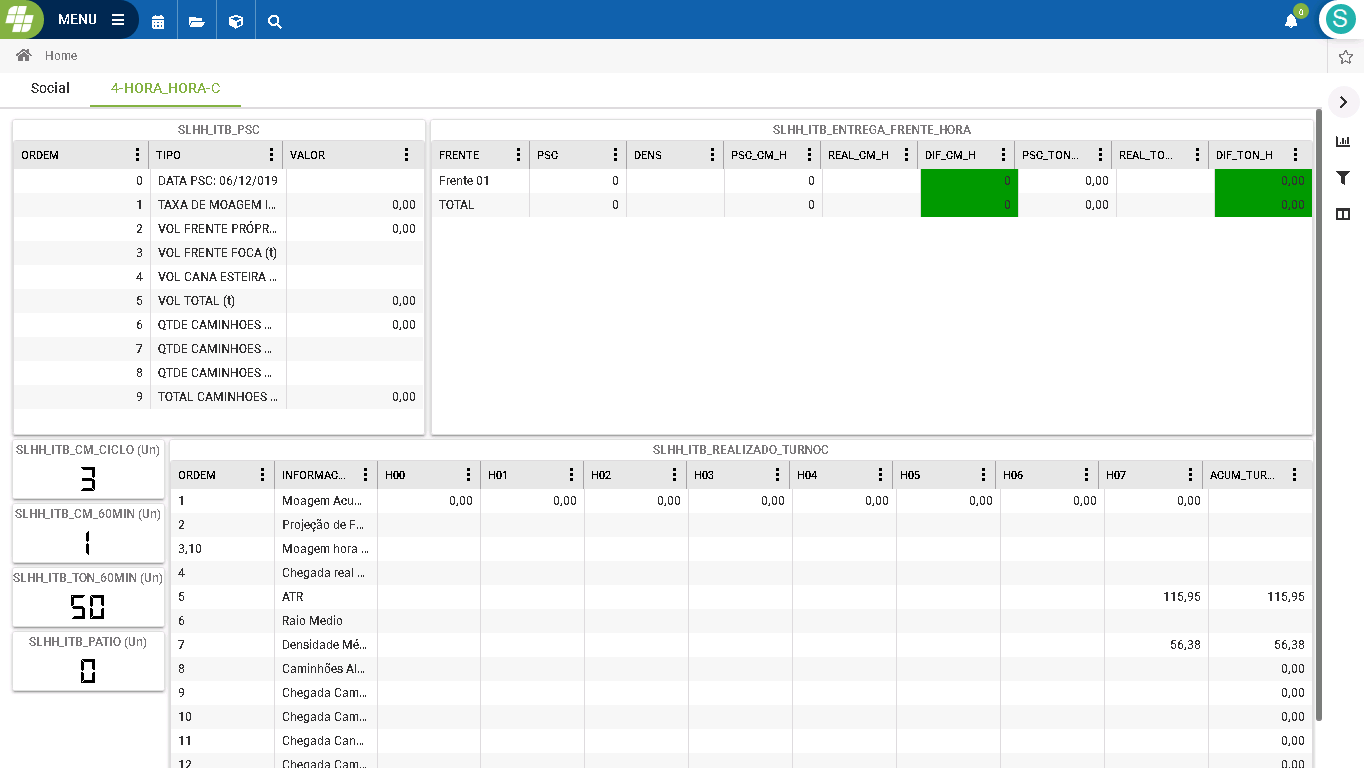 MENU
0
S
Home
Social 4-HORA_HORA-C
SLHH_ITB_PSC
ORDEM TIPO VALOR
0 DATA PSC: 06/12/019
1 TAXA DE MOAGEM I... 0,00
2 VOL FRENTE PRÓPR... 0,00
3 VOL FRENTE FOCA (t)
4 VOL CANA ESTEIRA ...
5 VOL TOTAL (t) 0,00
6 QTDE CAMINHOES ... 0,00
7 QTDE CAMINHOES ...
8 QTDE CAMINHOES ...
9 TOTAL CAMINHOES ... 0,00
SLHH_ITB_ENTREGA_FRENTE_HORA
FRENTE PSC DENS PSC_CM_H REAL_CM_H DIF_CM_H PSC_TON... REAL_TO... DIF_TON_H
Frente 01 0 0 0 0,00 0,00
TOTAL 0 0 0 0,00 0,00
SLHH_ITB_CM_CICLO (Un)
3
SLHH_ITB_CM_60MIN (Un)
1
SLHH_ITB_TON_60MIN (Un)
50
SLHH_ITB_PATIO (Un)
0
SLHH_ITB_REALIZADO_TURNOC
ORDEM INFORMAC... H00 H01 H02 H03 H04 H05 H06 H07 ACUM_TUR...
1 Moagem Acu... 0,00 0,00 0,00 0,00 0,00 0,00 0,00 0,00
2 Projeção de F...
3,10 Moagem hora ...
4 Chegada real ...
5 ATR 115,95 115,95
6 Raio Medio
7 Densidade Mé... 56,38 56,38
8 Caminhões Al... 0,00
9 Chegada Cam... 0,00
10 Chegada Cam... 0,00
11 Chegada Can... 0,00
12 Chegada Cam... 0,00